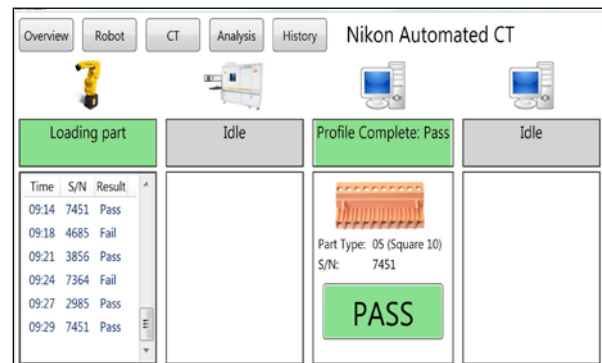 Overview Robot CT Analysis History Nikon Automated CT
Loading part Idle Profile Complete: Pass Idle
Time S/N Result
09:14 7451 Pass
09:18 4685 Fail
09:21 3856 Pass
09:24 7364 Fail
09:27 2985 Pass
09:29 7451 Pass
Part Type: 05 (Square 10)
S/N: 7451
PASS